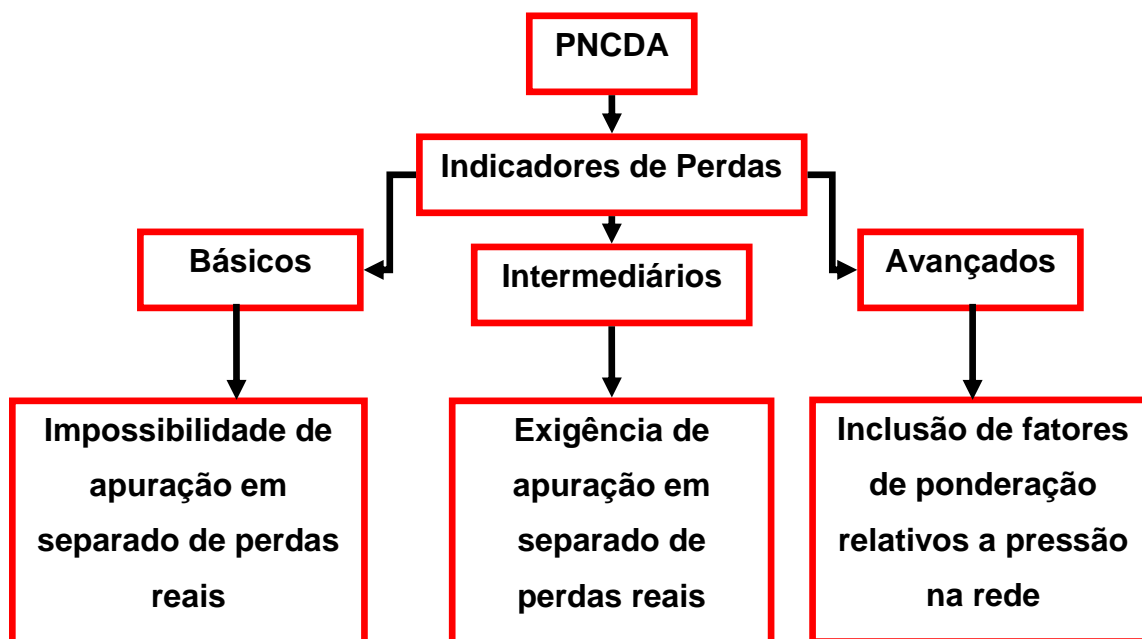 PNCDA
Indicadores de Perdas
Básicos
Intermediários
Avançados
Impossibilidade de
apuração em
separado de perdas
reais
Exigência de
apuração em
separado de
perdas reais
Inclusão de fatores
de ponderação
relativos a pressão
na rede